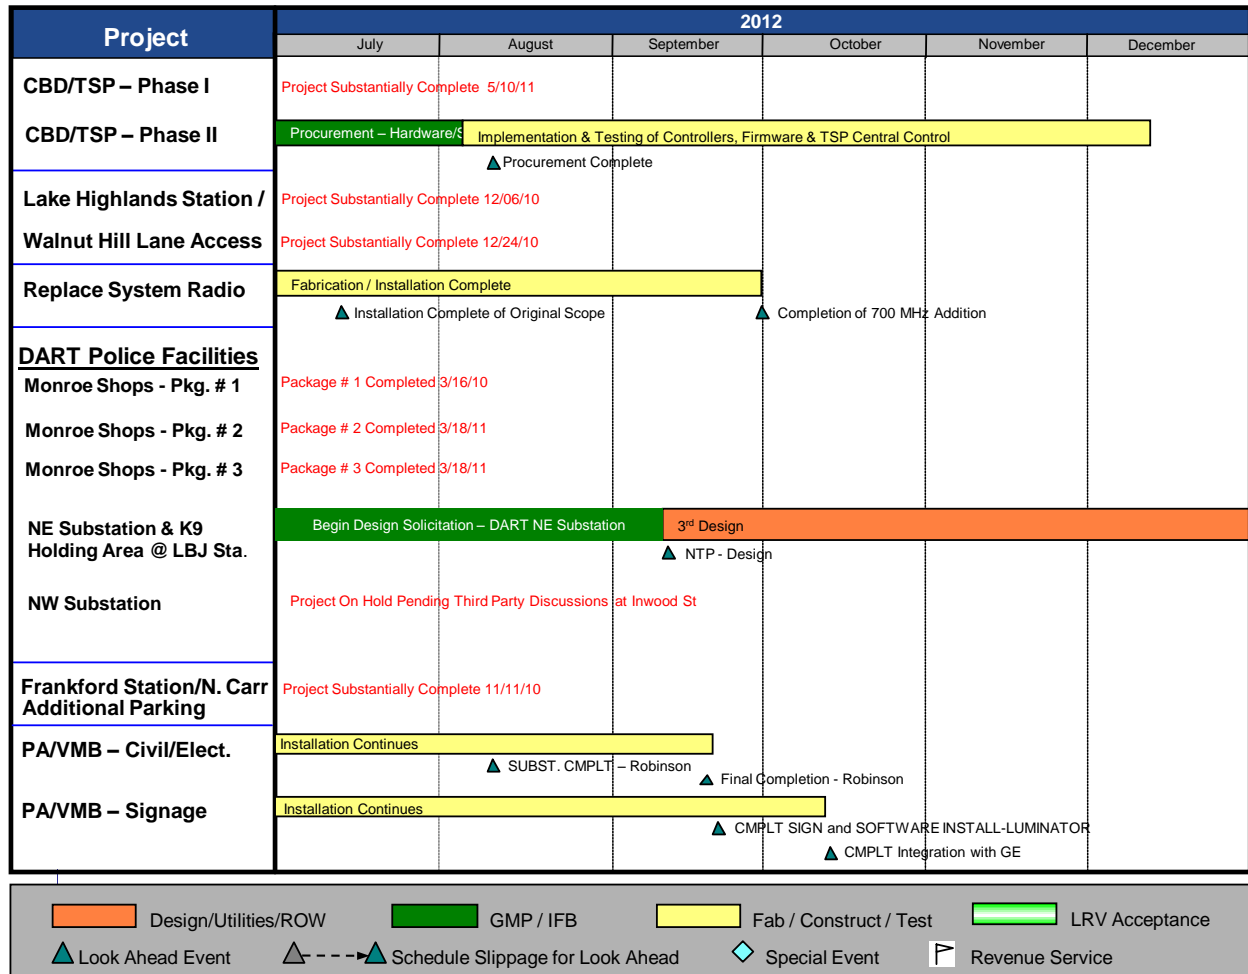 Project
2012
July August September October November December
CBD/TSP – Phase I
Project Substantially Complete 5/10/11
CBD/TSP – Phase II
Procurement – Hardware/S
Implementation & Testing of Controllers, Firmware & TSP Central Control
Procurement Complete
Lake Highlands Station /
Project Substantially Complete 12/06/10
Walnut Hill Lane Access
Project Substantially Complete 12/24/10
Replace System Radio
Fabrication / Installation Complete
Installation Complete of Original Scope
Completion of 700 MHz Addition
DART Police Facilities
Monroe Shops - Pkg. # 1
Package # 1 Completed 3/16/10
Monroe Shops - Pkg. # 2
Package # 2 Completed 3/18/11
Monroe Shops - Pkg. # 3
Package # 3 Completed 3/18/11
NE Substation & K9
Holding Area @ LBJ Sta.
Begin Design Solicitation – DART NE Substation
3rd Design
NTP - Design
NW Substation
Project On Hold Pending Third Party Discussions at Inwood St
Frankford Station/N. Carr
Additional Parking
Project Substantially Complete 11/11/10
PA/VMB – Civil/Elect.
Installation Continues
SUBST. CMPLT – Robinson
Final Completion - Robinson
PA/VMB – Signage
Installation Continues
CMPLT SIGN and SOFTWARE INSTALL-LUMINATOR
CMPLT Integration with GE
Design/Utilities/ROW GMP / IFB Fab / Construct / Test LRV Acceptance
Look Ahead Event Schedule Slippage for Look Ahead Special Event Revenue Service